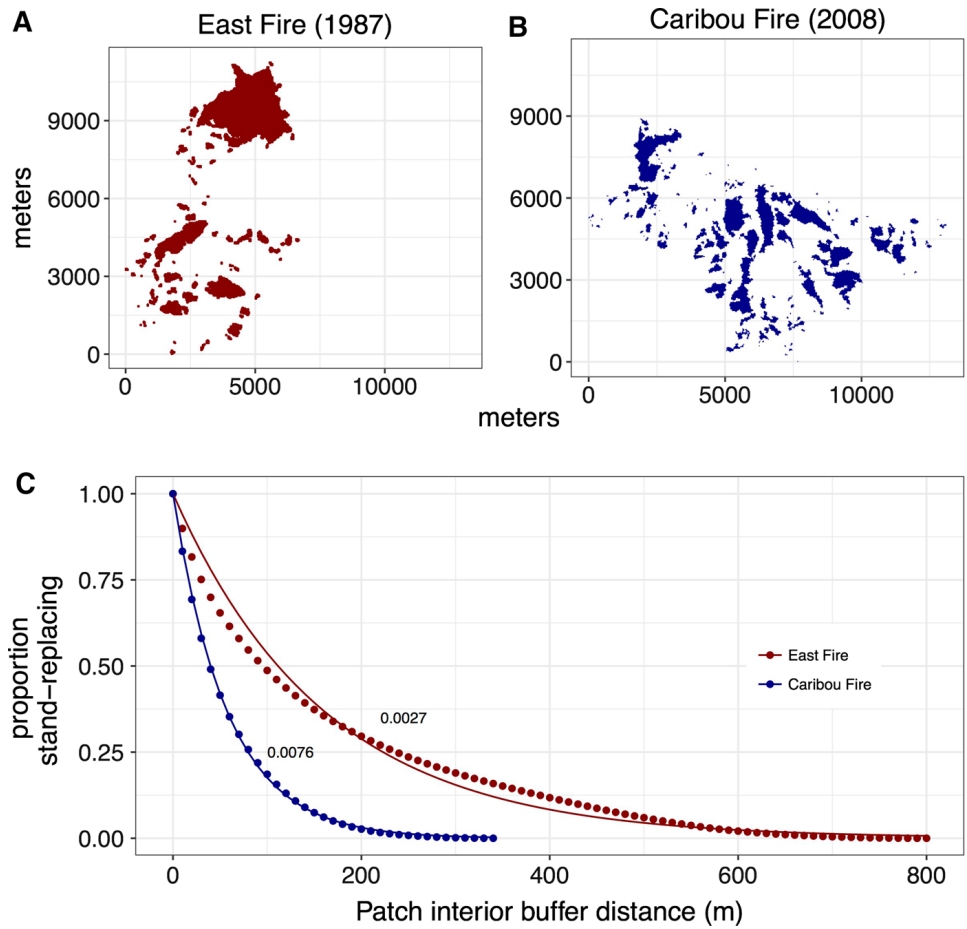 A
East Fire (1987)
B
Caribou Fire (2008)
meters
9000
6000
3000
0
0
5000
10000
9000
6000
3000
0
0
5000
10000
meters
C
proportion
stand−replacing
1.00
0.75
0.50
0.25
0.00
0.0027
0.0076
East Fire
Caribou Fire
0
200
400
600
800
Patch interior buffer distance (m)